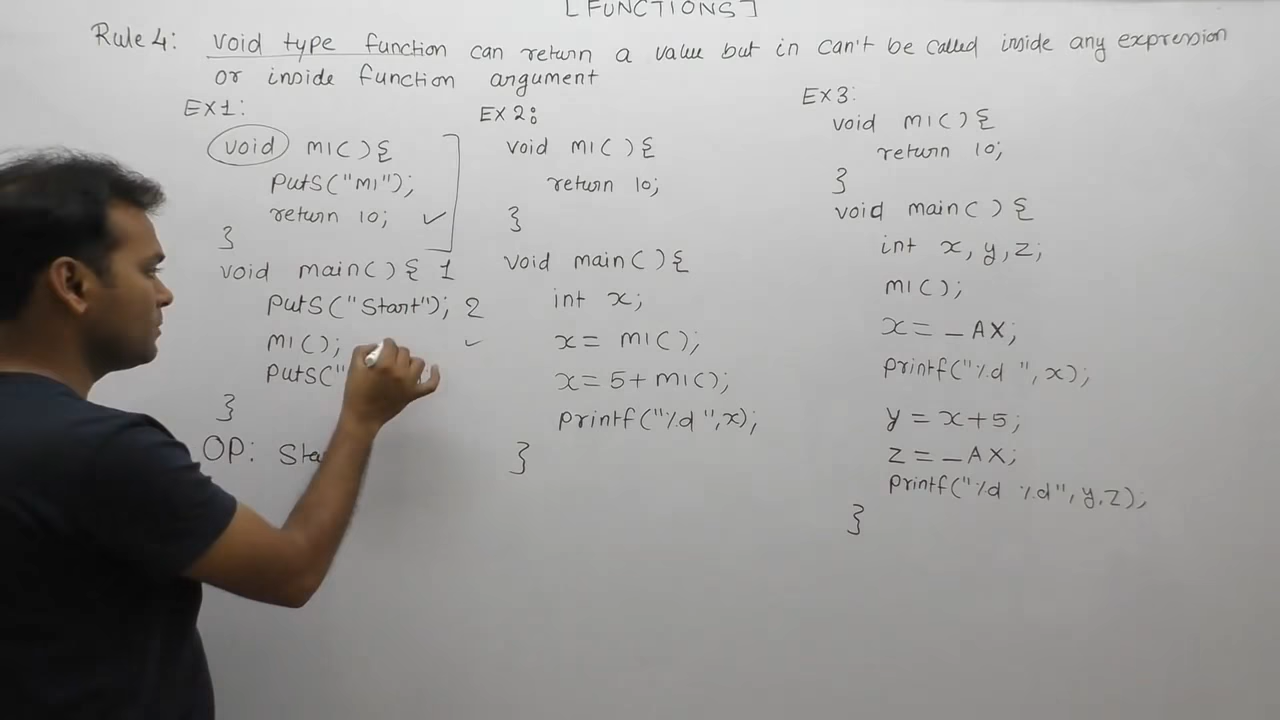 [FUNCTIONS]
Rule 4: void type function can return a value but in can't be called inside any expression
or inside function argument
EX1:
void m1( ){
puts("m1");
return 10; ✓
}
void main( ){ 1
puts("Start"); 2
m1( ); ✓
puts("
}
OP: Sta
EX 2:
void m1( ){
return 10;
}
void main( ){
int x;
x = m1( );
x = 5 + m1( );
printf("%d ", x);
}
EX 3:
void m1( ){
return 10;
}
void main( ){
int x, y, z;
m1( );
x = _AX;
printf("%d ", x);
y = x+5;
z = _AX;
printf("%d %d", y, z);
}